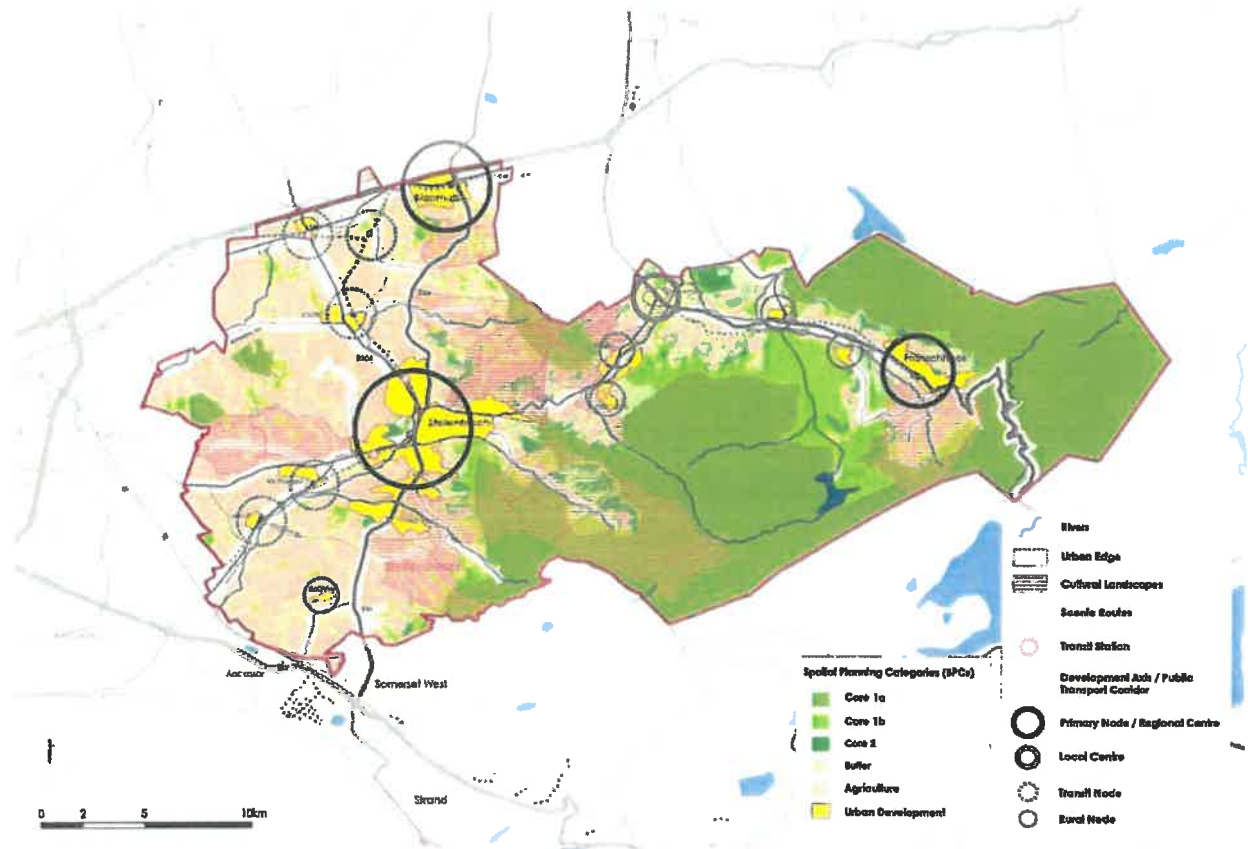 Stellenbosch
Franschhoek
Somerset West
Strand
0 2 5 10km
Rivers
Urban Edge
Cultural Landscapes
Scenic Routes
Transit Station
Development Axis / Public
Transport Corridor
Primary Node / Regional Centre
Local Centre
Transit Node
Rural Node
Spatial Planning Categories (SPCs)
Core 1a
Core 1b
Core 2
Buffer
Agriculture
Urban Development